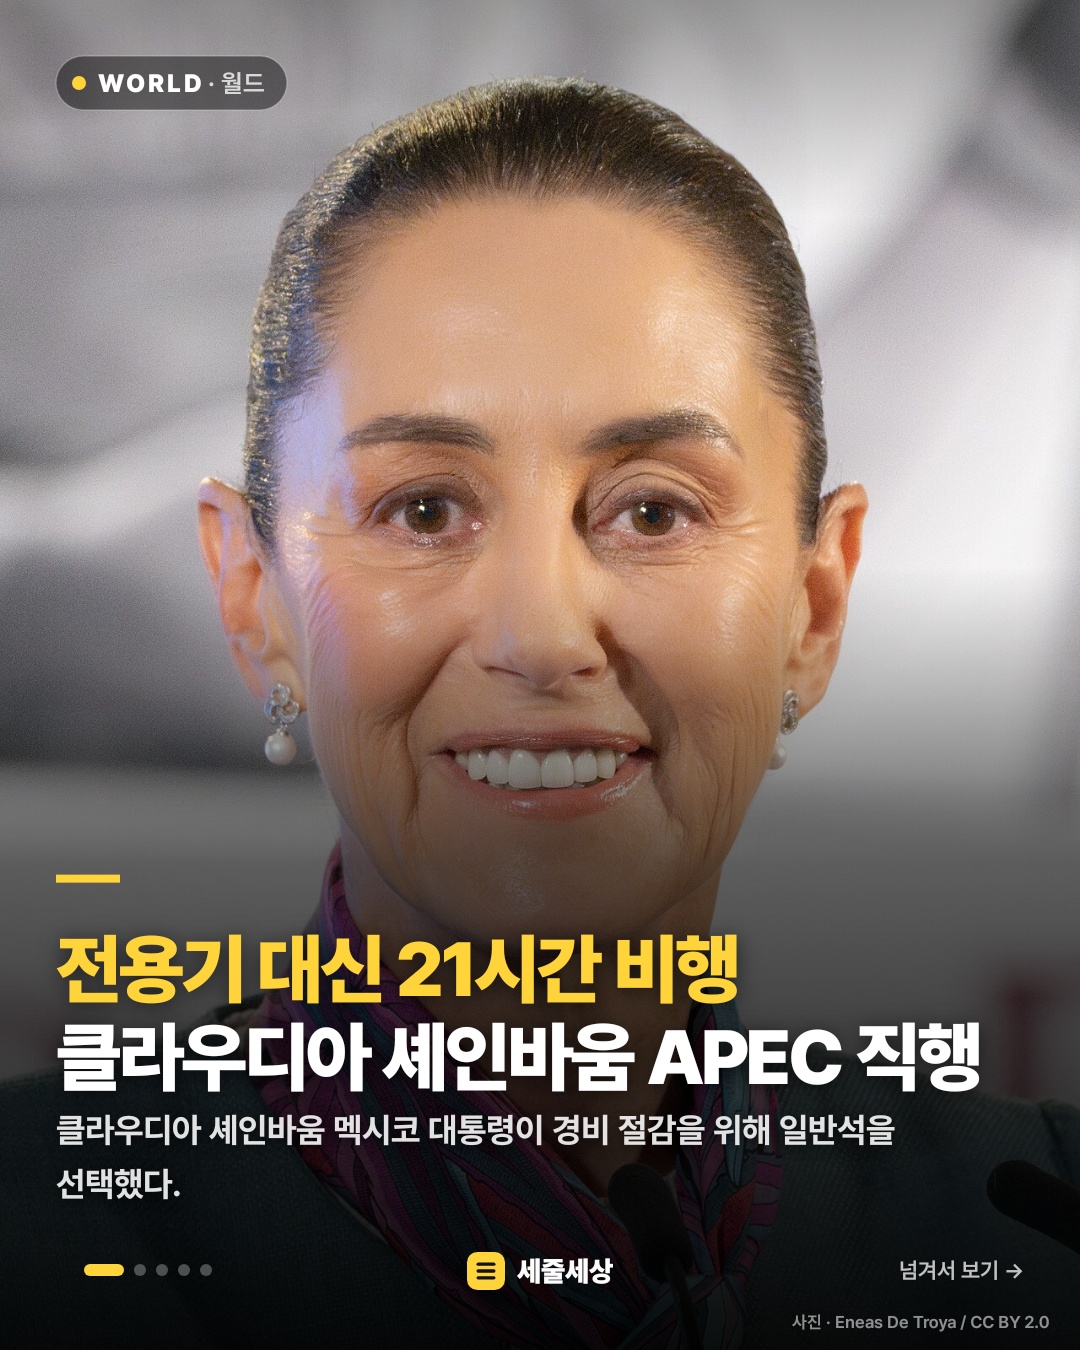 WORLD · 월드
전용기 대신 21시간 비행
클라우디아 셰인바움 APEC 직행
클라우디아 셰인바움 멕시코 대통령이 경비 절감을 위해 일반석을
선택했다.
세줄세상
넘겨서 보기 →
사진 · Eneas De Troya / CC BY 2.0